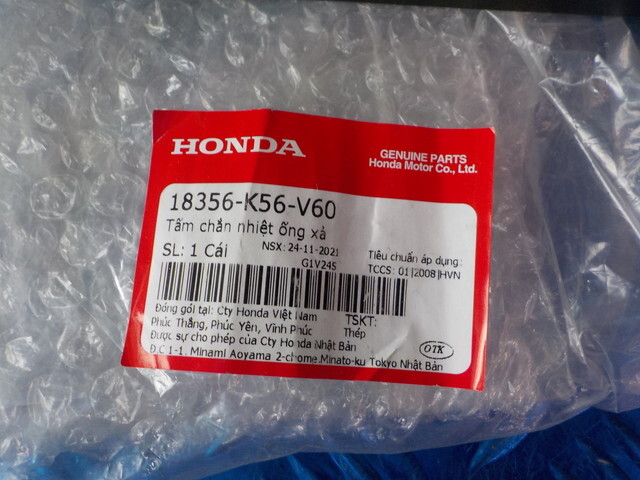 HONDA
GENUINE PARTS
Honda Motor Co., Ltd.
18356-K56-V60
Tấm chắn nhiệt ống xả
SL: 1 Cái
NSX: 24-11-2021
G1V24S
Tiêu chuẩn áp dụng:
TCCS: 01|2008|HVN
Đóng gói tại: Cty Honda Việt Nam
Phúc Thắng, Phúc Yên, Vĩnh Phúc
TSKT:
Thép
Được sự cho phép của Cty Honda Nhật Bản
Đ.C 1-1, Minami Aoyama 2-chome,Minato-ku Tokyo Nhật Bản
OTK